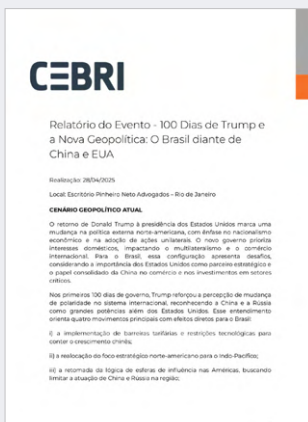 CEBRI
Relatório do Evento - 100 Dias de Trump e
a Nova Geopolítica: O Brasil diante de
China e EUA
Realização: 28/04/2025
Local: Escritório Pinheiro Neto Advogados – Rio de Janeiro
CENÁRIO GEOPOLÍTICO ATUAL
O retorno de Donald Trump à presidência dos Estados Unidos marca uma
mudança na política externa norte-americana, com ênfase no nacionalismo
econômico e na adoção de ações unilaterais. O novo governo prioriza
interesses domésticos, impactando o multilateralismo e o comércio
internacional. Para o Brasil, essa configuração apresenta desafios,
considerando a importância dos Estados Unidos como parceiro estratégico e
o papel consolidado da China no comércio e nos investimentos em setores
críticos.
Nos primeiros 100 dias de governo, Trump reforçou a percepção de mudança
de polaridade no sistema internacional, reconhecendo a China e a Rússia
como grandes potências além dos Estados Unidos. Esse entendimento
orienta quatro movimentos principais com efeitos diretos para o Brasil:
i) a implementação de barreiras tarifárias e restrições tecnológicas para
conter o crescimento chinês;
ii) a realocação do foco estratégico norte-americano para o Indo-Pacífico;
iii) a retomada da lógica de esferas de influência nas Américas, buscando
limitar a atuação de China e Rússia na região;